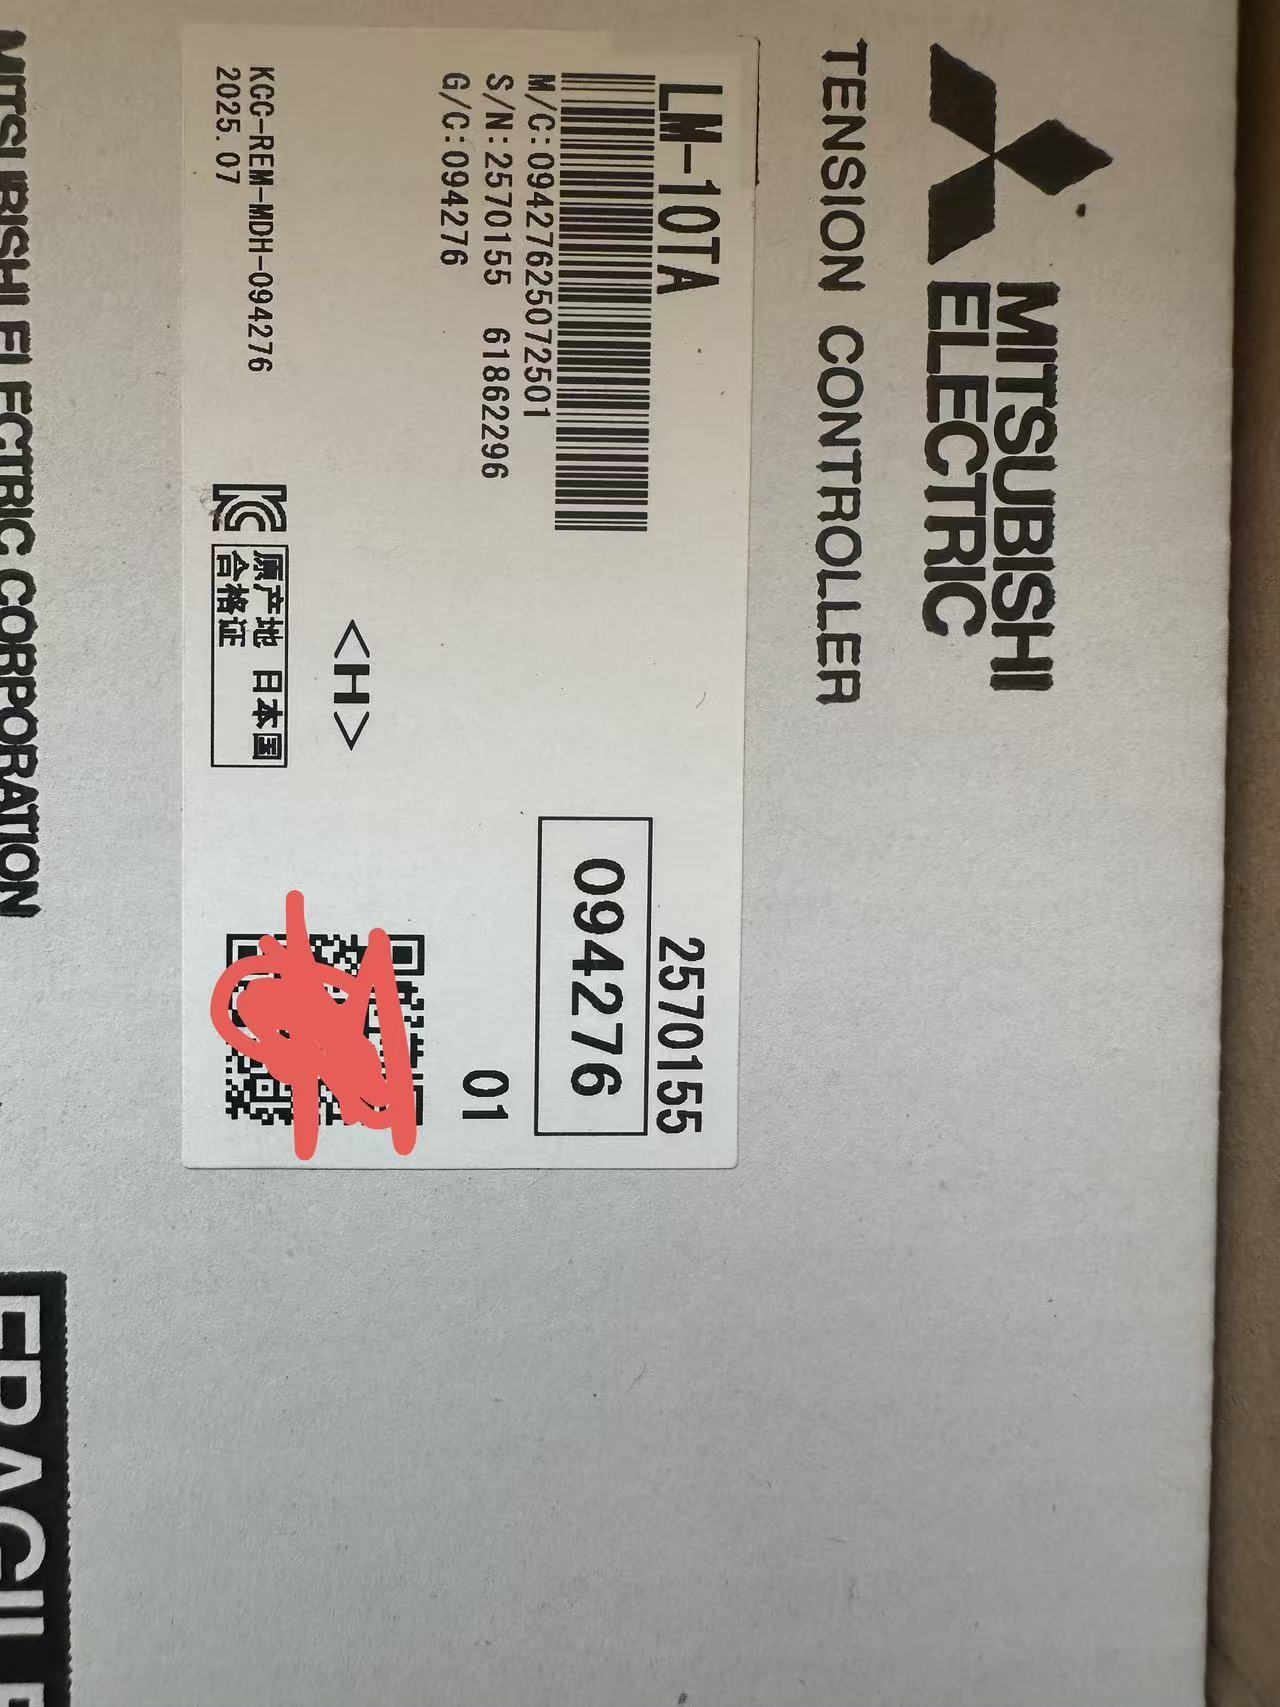 MITSUBISHI
ELECTRIC
TENSION CONTROLLER
LM-10TA
M/C:09427625072501
S/N:2570155 61862296
G/C:094276
2570155
094276
01
<H>
KCC-REM-MDH-094276
2025.07
原产地 日本国
合格证
MITSUBISHI ELECTRIC CORPORATION
FRAGILE